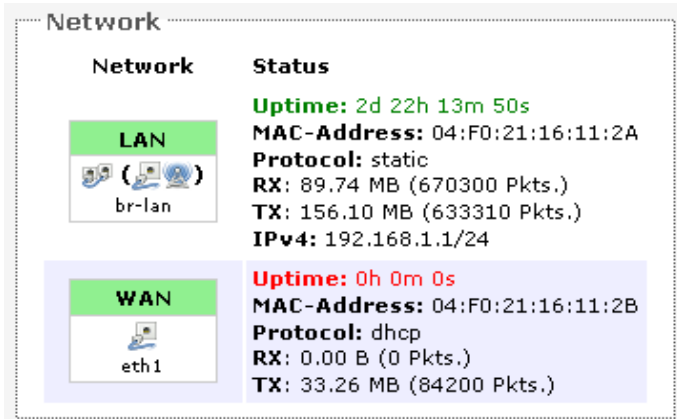 Network
Network Status
LAN
( )
br-lan
Uptime: 2d 22h 13m 50s
MAC-Address: 04:F0:21:16:11:2A
Protocol: static
RX: 89.74 MB (670300 Pkts.)
TX: 156.10 MB (633310 Pkts.)
IPv4: 192.168.1.1/24
WAN
eth1
Uptime: 0h 0m 0s
MAC-Address: 04:F0:21:16:11:2B
Protocol: dhcp
RX: 0.00 B (0 Pkts.)
TX: 33.26 MB (84200 Pkts.)